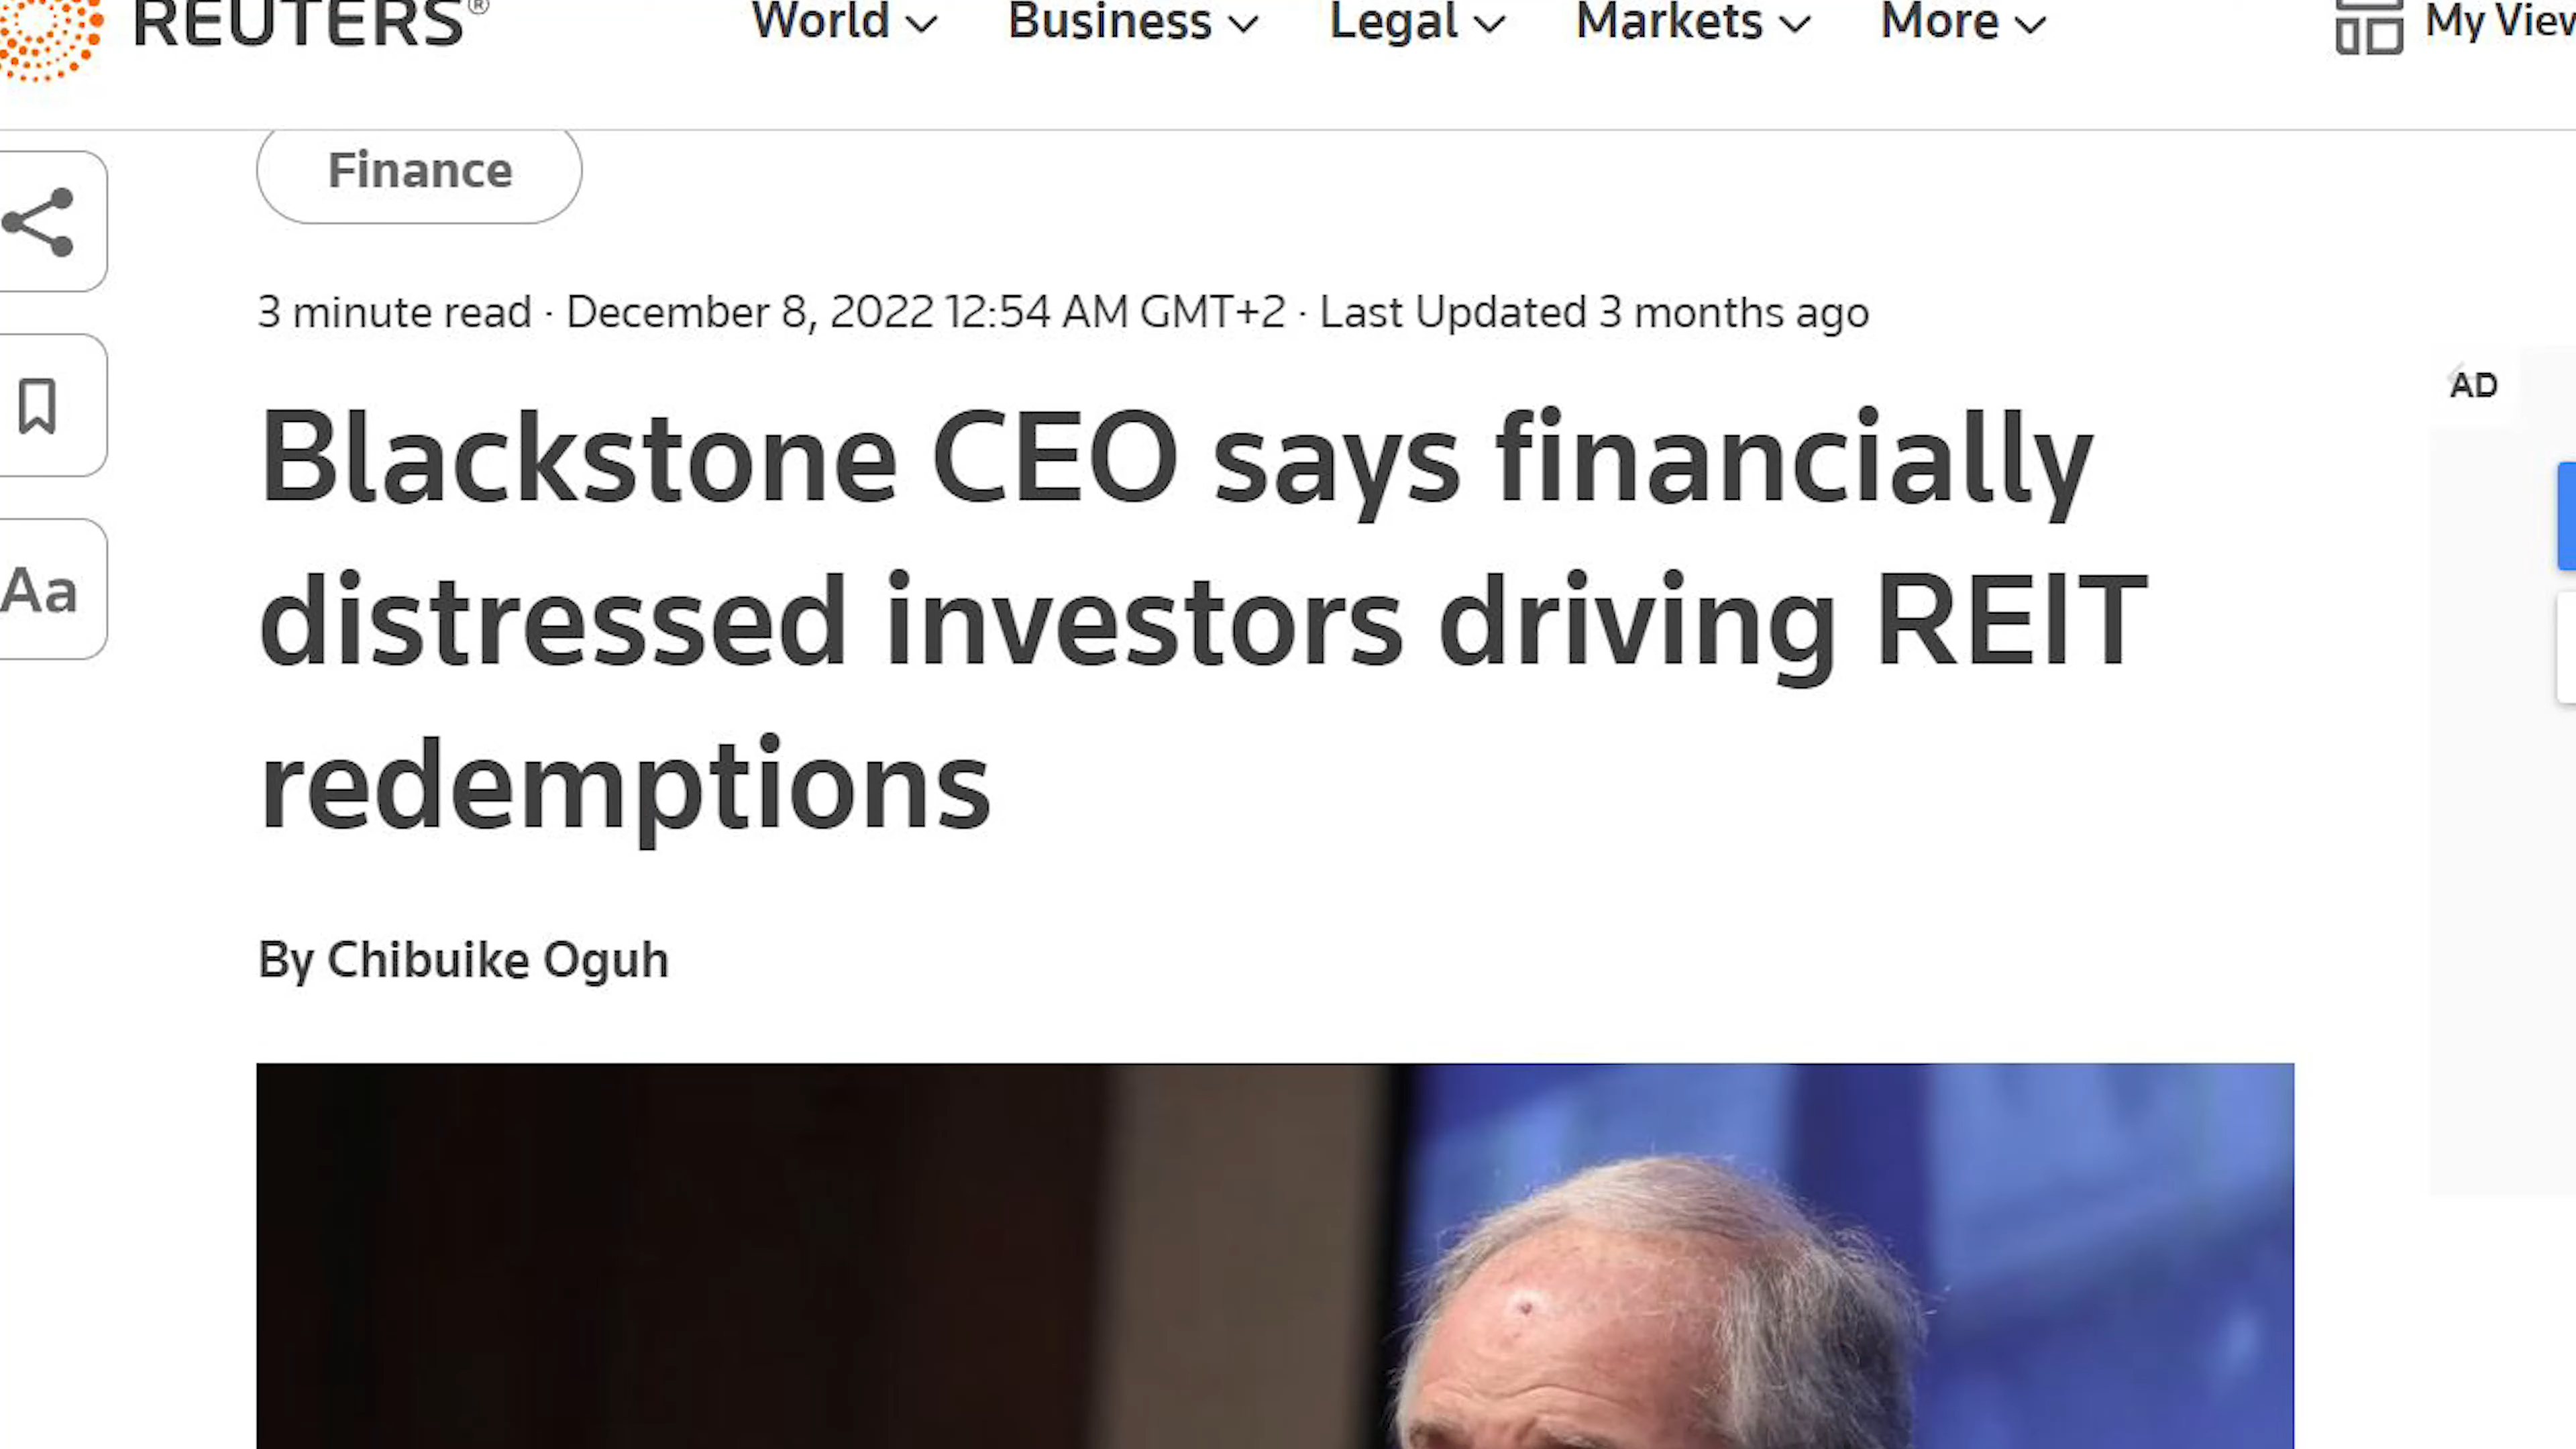 REUTERS®
World
Business
Legal
Markets
More
My View
Finance
3 minute read · December 8, 2022 12:54 AM GMT+2 · Last Updated 3 months ago
AD
Blackstone CEO says financially
distressed investors driving REIT
redemptions
Aa
By Chibuike Oguh